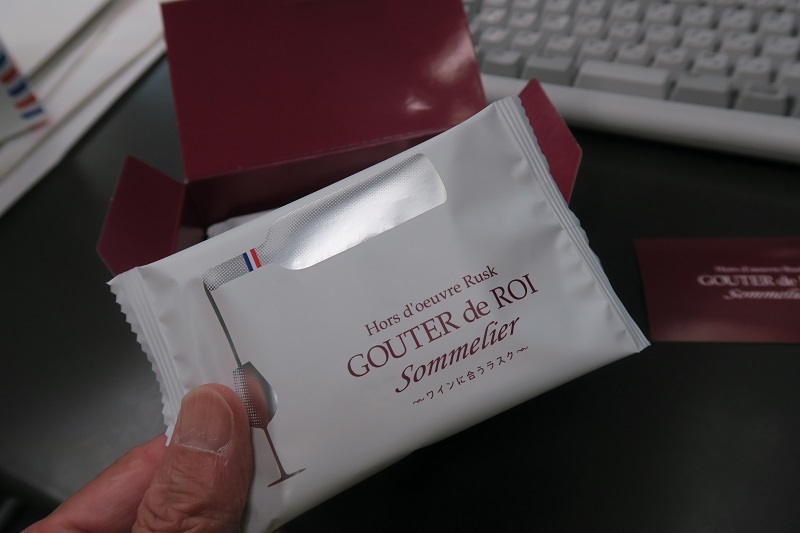 Hors d'oeuvre Rusk
GOUTER de ROI
Sommelier
～ワインに合うラスク～
Hors d'oeuvre Rusk
GOUTER de